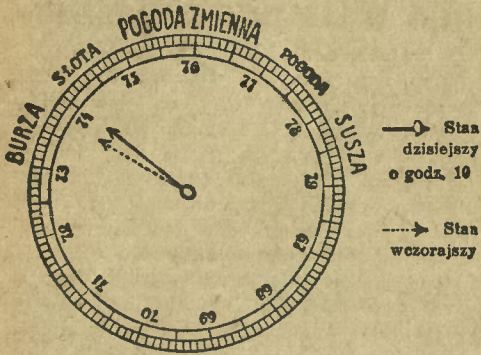 POGODA ZMIENNA
SŁOTA
POGODA
BURZA
SUSZA
76
75
77
74
78
73
79
72
67
71
68
70
69
Stan
dzisiejszy
o godz. 10
Stan
wczorajszy